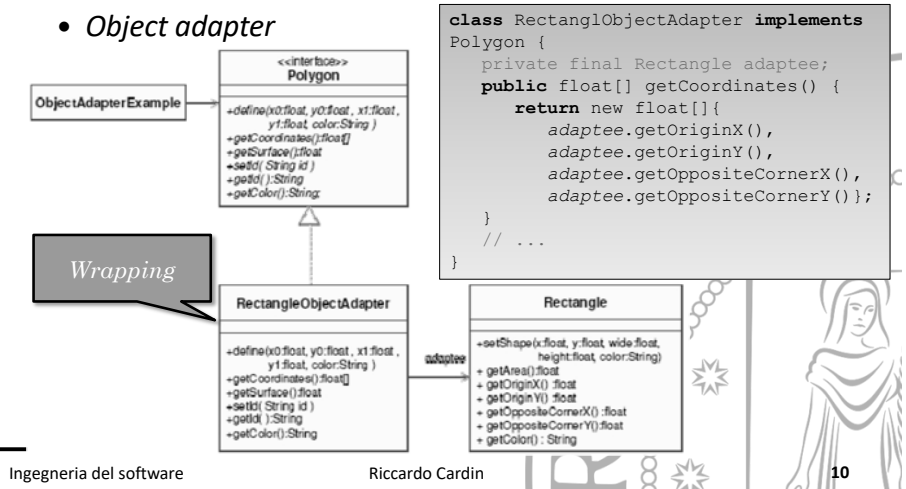 • Object adapter
class RectanglObjectAdapter implements
Polygon {
private final Rectangle adaptee;
public float[] getCoordinates() {
return new float[]{
adaptee.getOriginX(),
adaptee.getOriginY(),
adaptee.getOppositeCornerX(),
adaptee.getOppositeCornerY()};
}
// ...
}
ObjectAdapterExample
<<interface>>
Polygon
+define(x0:float, y0:float , x1:float ,
y1:float, color:String )
+getCoordinates():float[]
+getSurface():float
+setId( String id )
+getId( ):String
+getColor():String;
Wrapping
RectangleObjectAdapter
+define(x0:float, y0:float , x1:float ,
y1:float, color:String )
+getCoordinates():float[]
+getSurface():float
+setId( String id )
+getId( ):String
+getColor():String
adaptee
Rectangle
+setShape(x:float, y:float, wide:float,
height:float, color:String)
+ getArea():float
+ getOriginX() :float
+ getOriginY() :float
+ getOppositeCornerX() :float
+ getOppositeCornerY():float
+ getColor() : String
Ingegneria del software
Riccardo Cardin
10